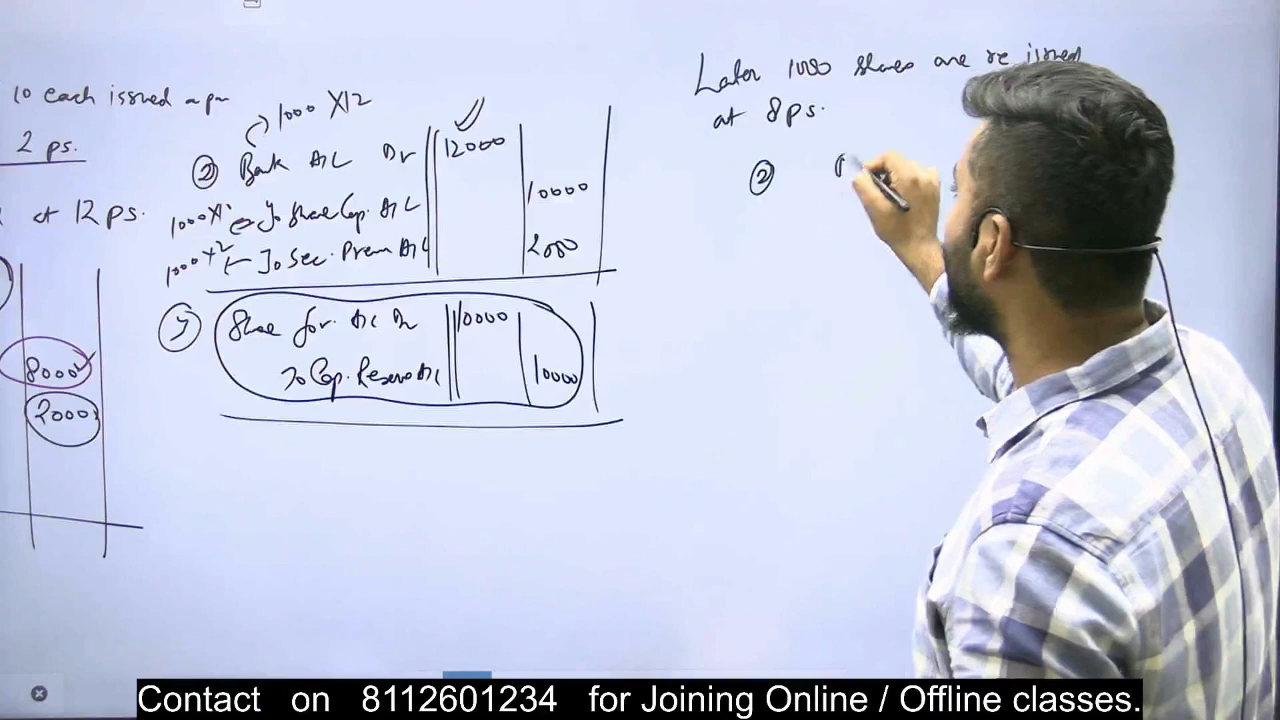 10 each issued a pr
2 ps.
at 12 ps.
8000
2000
1000 X12
② Bank A/c Dr 12000
1000X1 To Share Cap. A/c 10000
1000X2 To Sec. Prem A/c 2000
③ Share for. A/c Dr 10000
To Cap. Reserve A/c 10000
Later 1000 shares are re issued
at 8 ps.
②
Contact on 8112601234 for Joining Online / Offline classes.